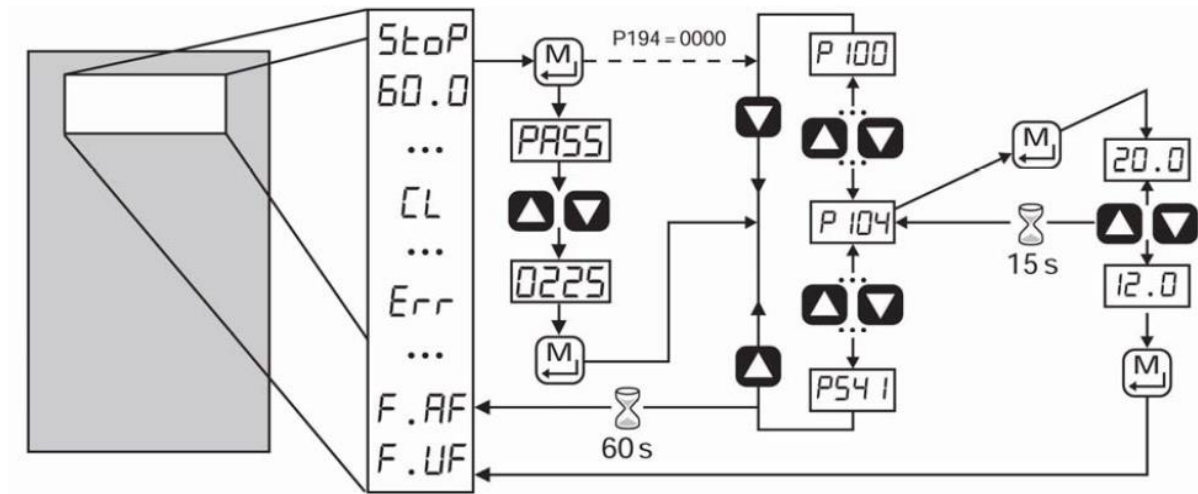 StoP
60.0
...
CL
...
Err
...
F.AF
F.UF
M
P194 = 0000
PASS
0225
M
60 s
P100
...
...
P104
...
...
P541
M
15 s
20.0
12.0
M